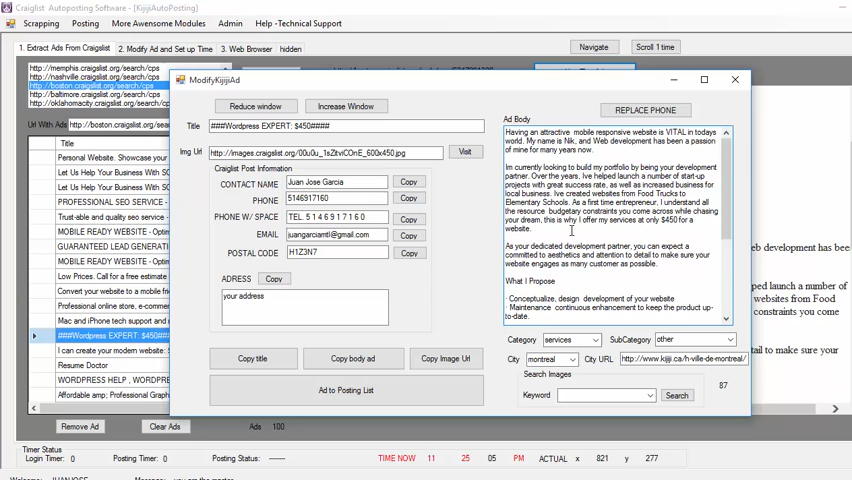 Craiglist Autoposting Software - [KijijiAutoPosting]
Scrapping Posting More Awesome Modules Admin Help -Technical Support
1. Extract Ads From Craigslist 2. Modify Ad and Set up Time 3. Web Browser hidden
Navigate Scroll 1 time
http://memphis.craigslist.org/search/cps
http://nashville.craigslist.org/search/cps
http://boston.craigslist.org/search/cps
http://baltimore.craigslist.org/search/cps
http://oklahomacity.craigslist.org/search/cps
Url With Ads http://boston.craigslist.org/
Title
Personal Website. Showcase your
Let Us Help Your Business With SO
Let Us Help Your Business With
PROFESSIONAL SEO SERVICE -
Trust-able and quality seo service -
Affordable website development
GUARANTEED LEAD GENERATI
Low Prices. Call for a free estimate
Convert your website to a mobile fri
Professional online store, e-commer
Mac and iPhone tech support and r
###Wordpress EXPERT: $450###
I can create your modern website:
Resume Doctor
WORDPRESS HELP , WORDPRE
Affordable amp; Professional Graph
ModifyKijijiAd
Reduce window Increase Window
Title ###Wordpress EXPERT: $450####
Img Url http://images.craigslist.org/00u0u_1sZitviCOnE_600x450.jpg Visit
Craiglist Post Information
CONTACT NAME Juan Jose Garcia Copy
PHONE 5145917160 Copy
PHONE W/ SPACE TEL. 5 1 4 6 9 1 7 1 6 0 Copy
EMAIL juangarciamtl@gmail.com Copy
POSTAL CODE H1Z3N7 Copy
ADRESS Copy
your address
Copy title Copy body ad Copy Image Url
Ad to Posting List
REPLACE PHONE
Ad Body
Having an attractive mobile responsive website is VITAL in todays
world. My name is Nik, and Web development has been a passion
of mine for many years now.
Im currently looking to build my portfolio by being your development
partner. Over the years, Ive helped launch a number of start-up
projects with great success rate, as well as increased business for
local business. Ive created websites from Food Trucks to
Elementary Schools. As a first time entrepreneur, I understand all
the resource budgetary constraints you come across while chasing
your dream, this is why I offer my services at only $450 for a
website.
As your dedicated development partner, you can expect a
committed to aesthetics and attention to detail to make sure your
website engages as many customer as possible.
What I Propose
· Conceptualize, design development of your website
· Maintenance continuous enhancement to keep the product up-
to-date.
Category services SubCategory other
City montreal City URL http://www.kijiji.ca/h-ville-de-montreal/
Search Images
Keyword Search
87
b development has been
ped launch a number of
websites from Food
onstraints you come
tail to make sure your
Remove Ad Clear Ads Ads 100
Timer Status
Login Timer: 0 Posting Timer: 0 Posting Status: ------ TIME NOW 11 25 05 PM ACTUAL x 821 y 277